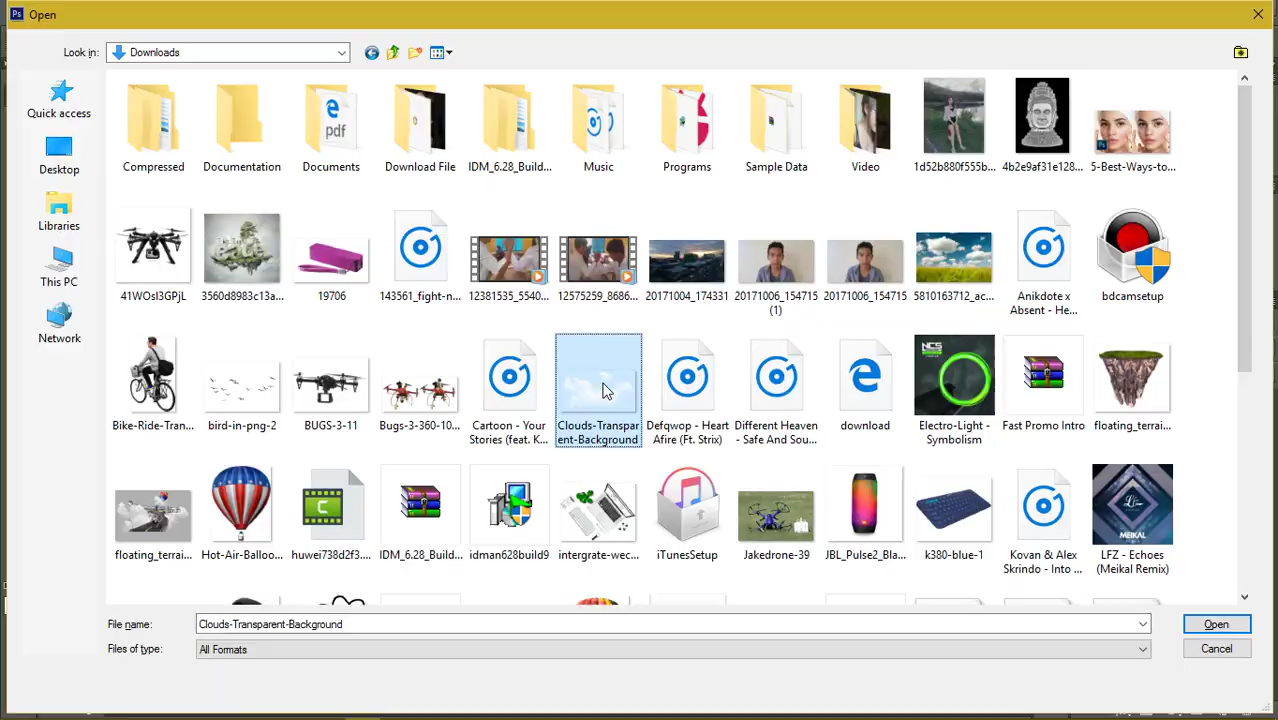 Ps Open
Look in: Downloads
Quick access
Desktop
Libraries
This PC
Network
Compressed
Documentation
Documents
Download File
IDM_6.28_Build...
Music
Programs
Sample Data
Video
1d52b880f555b...
4b2e9af31e128...
5-Best-Ways-to...
41WOsI3GPjL
3560d8983c13a...
19706
143561_fight-n...
12381535_5540...
12575259_8686...
20171004_174331
20171006_154715
(1)
20171006_154715
5810163712_ac...
Anikdote x
Absent - He...
bdcamsetup
Bike-Ride-Tran...
bird-in-png-2
BUGS-3-11
Bugs-3-360-10...
Cartoon - Your
Stories (feat. K...
Clouds-Transpar
ent-Background
Defqwop - Heart
Afire (Ft. Strix)
Different Heaven
- Safe And Sou...
download
Electro-Light -
Symbolism
Fast Promo Intro
floating_terrai...
floating_terrai...
Hot-Air-Balloo...
huwei738d2f3...
IDM_6.28_Build...
idman628build9
intergrate-wec...
iTunesSetup
Jakedrone-39
JBL_Pulse2_Bla...
k380-blue-1
Kovan & Alex
Skrindo - Into ...
LFZ - Echoes
(Meikal Remix)
File name: Clouds-Transparent-Background Open
Files of type: All Formats Cancel